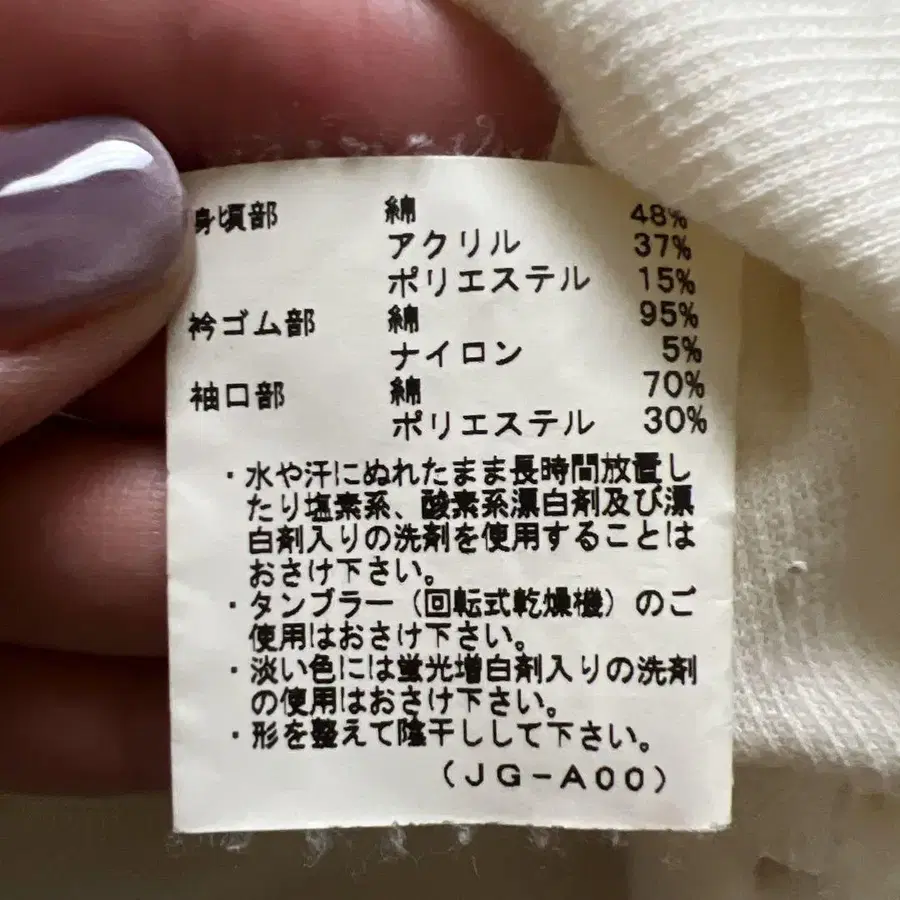 身頃部 綿 48%
アクリル 37%
ポリエステル 15%
衿ゴム部 綿 95%
ナイロン 5%
袖口部 綿 70%
ポリエステル 30%
・水や汗にぬれたまま長時間放置し
たり塩素系、酸素系漂白剤及び漂
白剤入りの洗剤を使用することは
おさけ下さい。
・タンブラー（回転式乾燥機）のご
使用はおさけ下さい。
・淡い色には蛍光増白剤入りの洗剤
の使用はおさけ下さい。
・形を整えて陰干しして下さい。
（JG-A00）